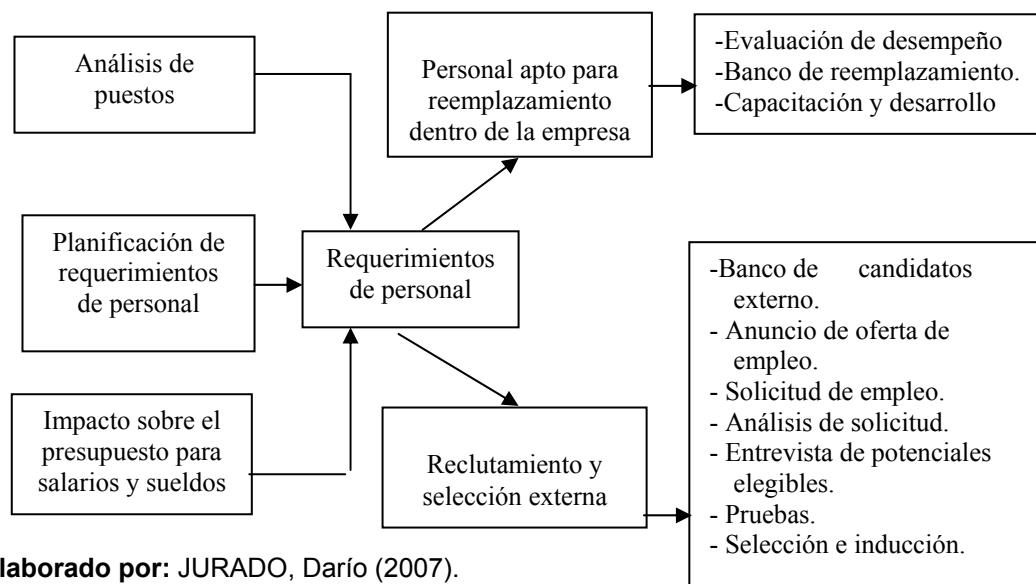 Análisis de
puestos
Planificación de
requerimientos
de personal
Impacto sobre el
presupuesto para
salarios y sueldos
Requerimientos
de personal
Personal apto para
reemplazamiento
dentro de la empresa
Reclutamiento y
selección externa
-Evaluación de desempeño
-Banco de reemplazamiento.
-Capacitación y desarrollo
-Banco de candidatos
externo.
- Anuncio de oferta de
empleo.
- Solicitud de empleo.
- Análisis de solicitud.
- Entrevista de potenciales
elegibles.
- Pruebas.
- Selección e inducción.
laborado por: JURADO, Darío (2007).